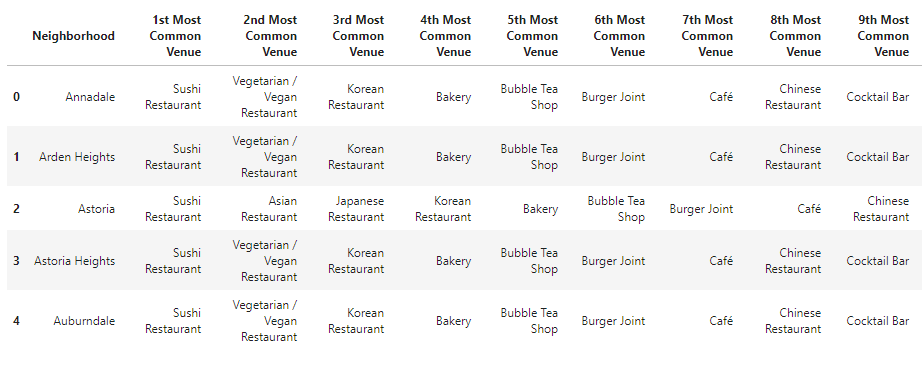 Neighborhood 1st Most Common Venue 2nd Most Common Venue 3rd Most Common Venue 4th Most Common Venue 5th Most Common Venue 6th Most Common Venue 7th Most Common Venue 8th Most Common Venue 9th Most Common Venue
0 Annadale Sushi Restaurant Vegetarian / Vegan Restaurant Korean Restaurant Bakery Bubble Tea Shop Burger Joint Café Chinese Restaurant Cocktail Bar
1 Arden Heights Sushi Restaurant Vegetarian / Vegan Restaurant Korean Restaurant Bakery Bubble Tea Shop Burger Joint Café Chinese Restaurant Cocktail Bar
2 Astoria Sushi Restaurant Asian Restaurant Japanese Restaurant Korean Restaurant Bakery Bubble Tea Shop Burger Joint Café Chinese Restaurant
3 Astoria Heights Sushi Restaurant Vegetarian / Vegan Restaurant Korean Restaurant Bakery Bubble Tea Shop Burger Joint Café Chinese Restaurant Cocktail Bar
4 Auburndale Sushi Restaurant Vegetarian / Vegan Restaurant Korean Restaurant Bakery Bubble Tea Shop Burger Joint Café Chinese Restaurant Cocktail Bar